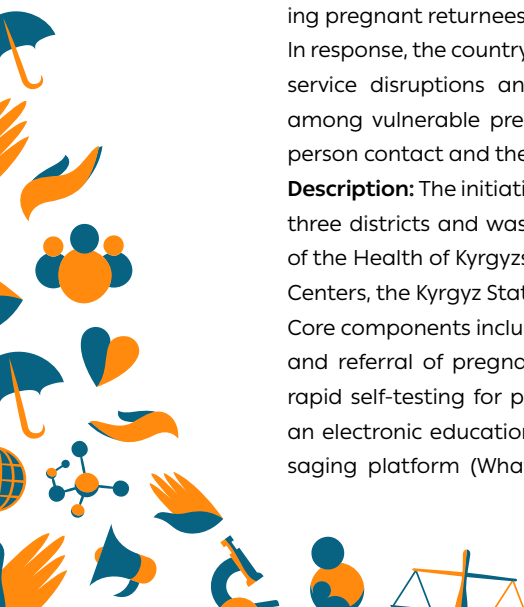 ing pregnant returnees
In response, the country
service disruptions an
among vulnerable pre
person contact and the
Description: The initiati
three districts and was
of the Health of Kyrgyzs
Centers, the Kyrgyz Stat
Core components inclu
and referral of pregna
rapid self-testing for p
an electronic education
saging platform (Wha